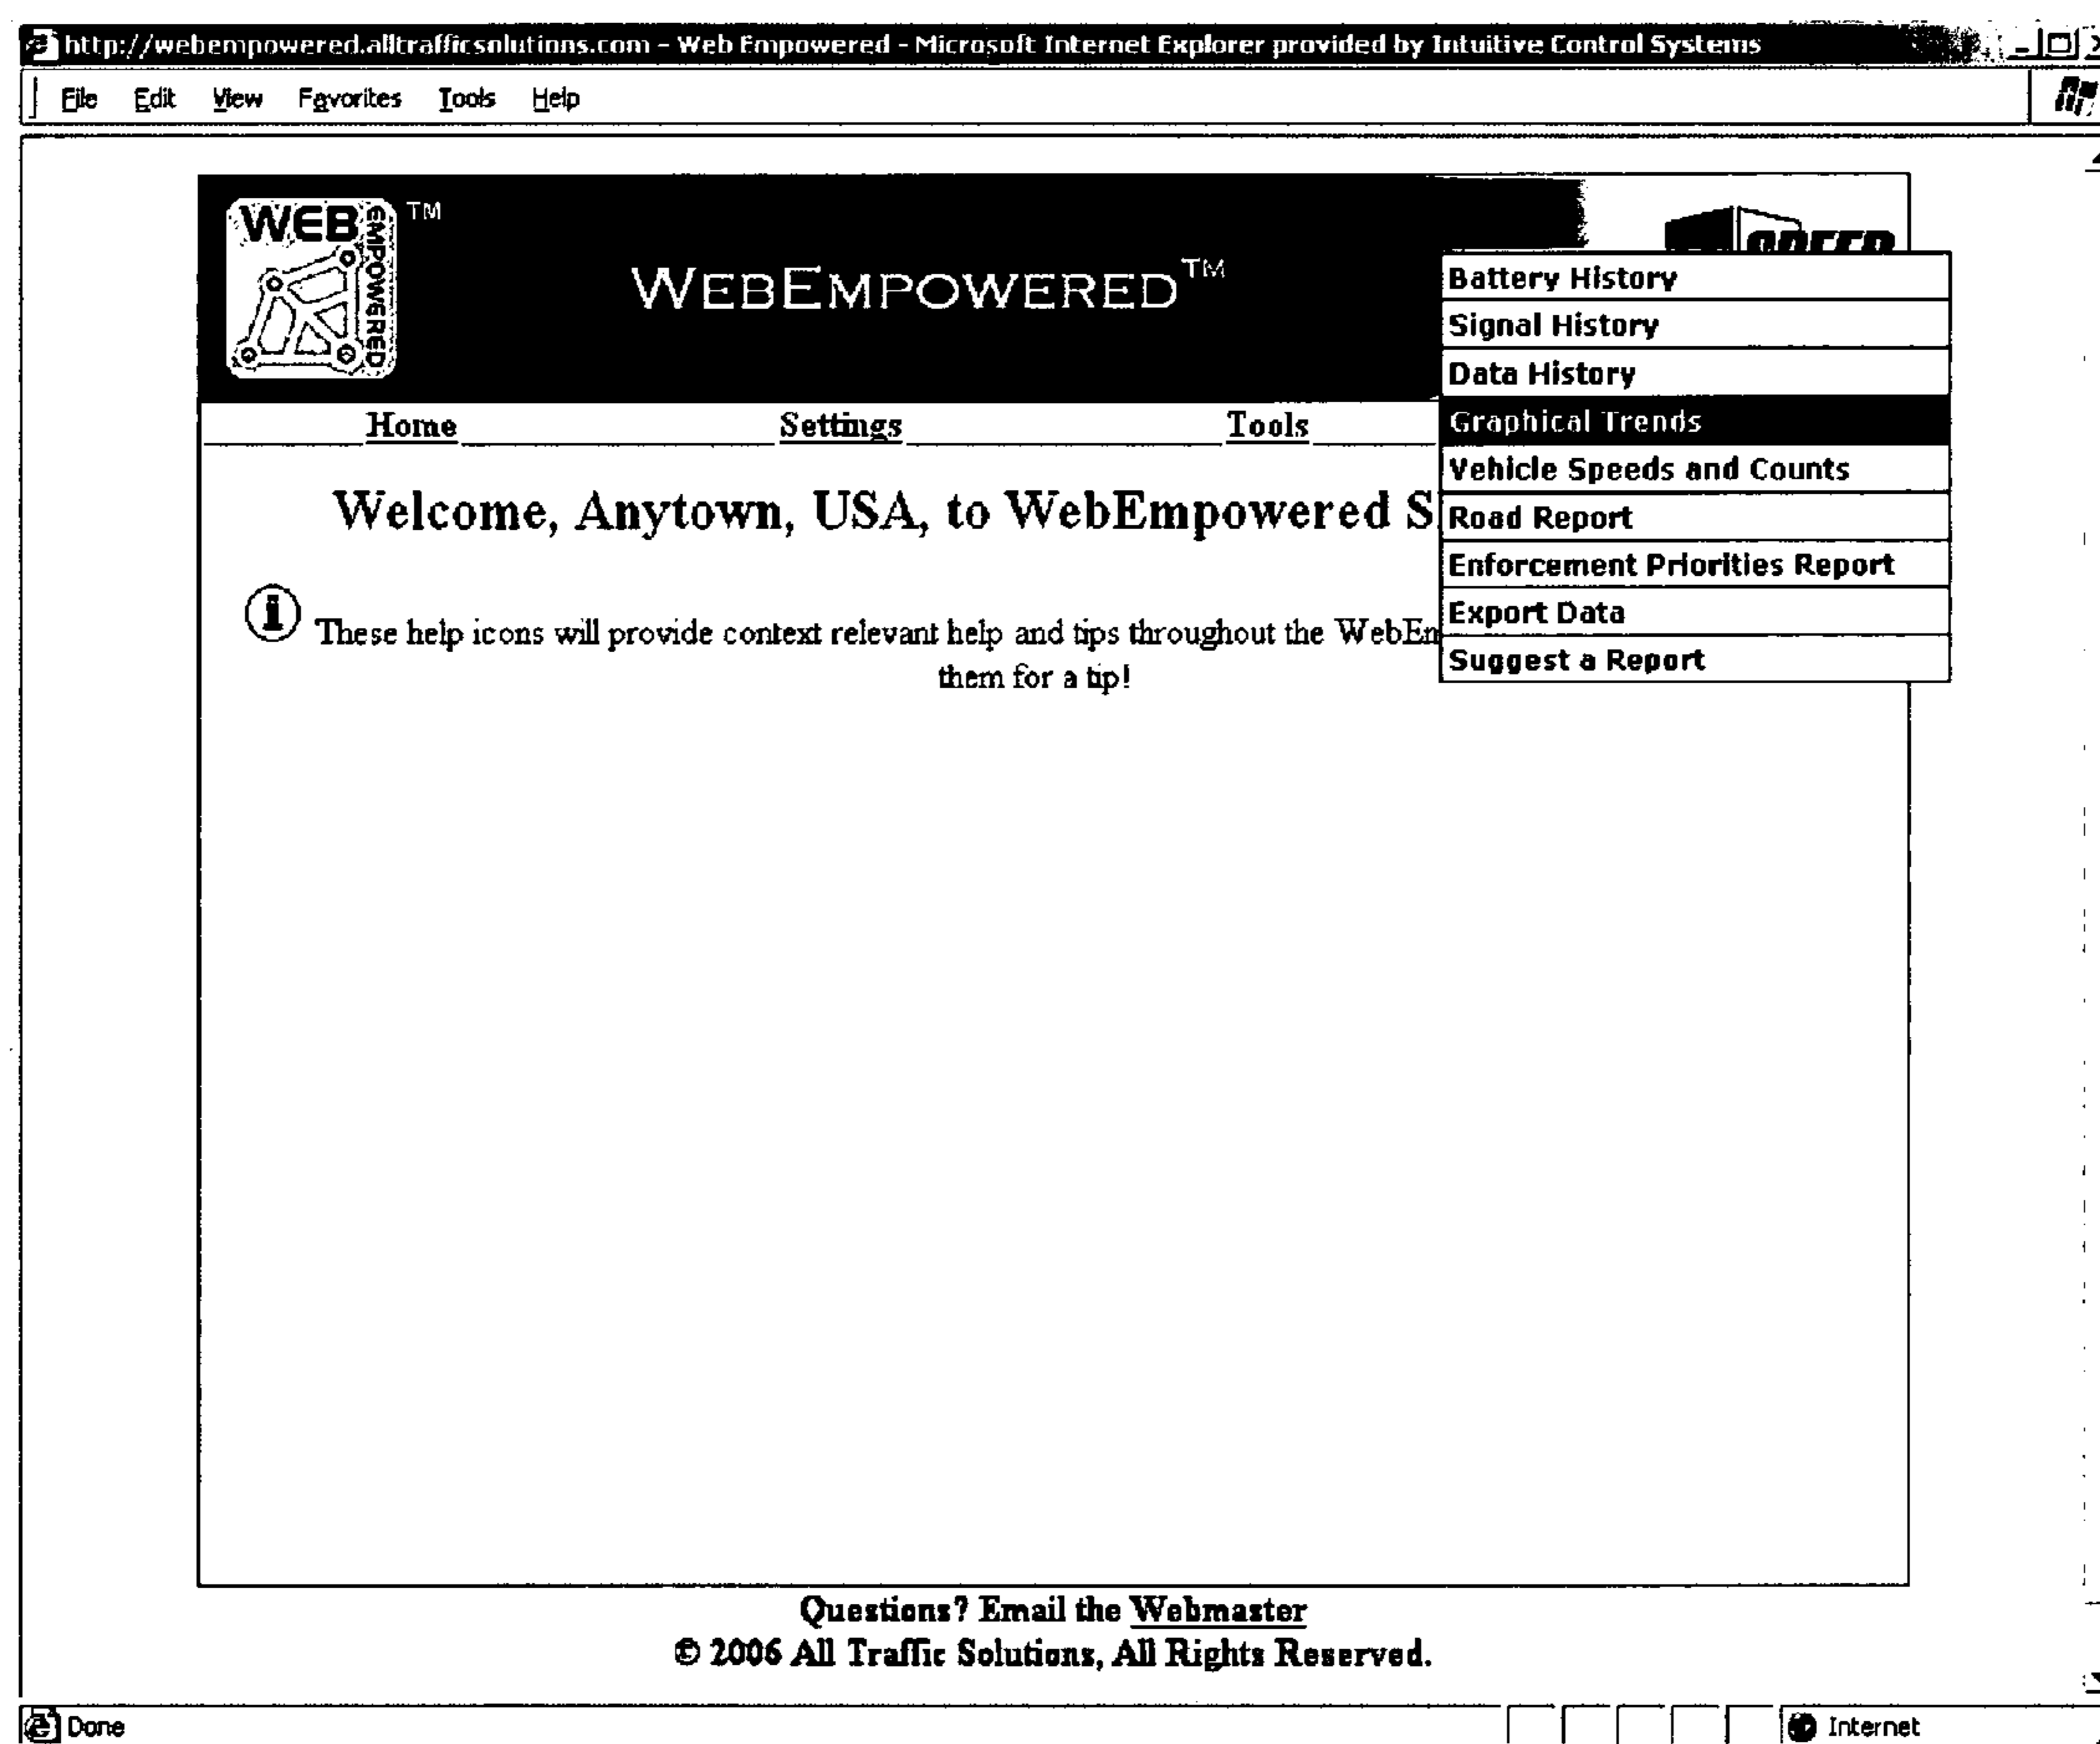 http://webempowered.alltrafficsolutions.com - Web Empowered - Microsoft Internet Explorer provided by Intuitive Control Systems
File Edit View Favorites Tools Help
WEB EMPOWERED TM
WEBEMPOWERED TM
SPEED
Battery History
Signal History
Data History
Graphical Trends
Vehicle Speeds and Counts
Road Report
Enforcement Priorities Report
Export Data
Suggest a Report
Home Settings Tools
Welcome, Anytown, USA, to WebEmpowered S
i These help icons will provide context relevant help and tips throughout the WebEm
them for a tip!
Questions? Email the Webmaster
© 2006 All Traffic Solutions, All Rights Reserved.
Done Internet